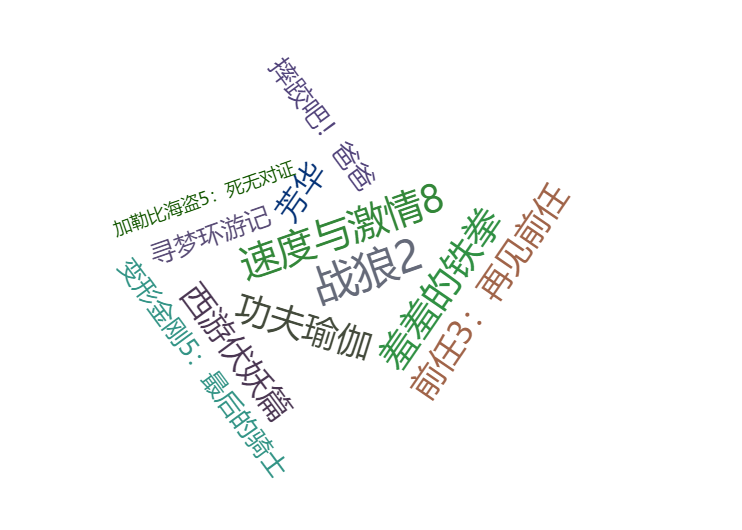 摔跤吧！爸爸
加勒比海盗5：死无对证
芳华
寻梦环游记
速度与激情8
战狼2
羞羞的铁拳
前任3：再见前任
功夫瑜伽
西游伏妖篇
变形金刚5：最后的骑士